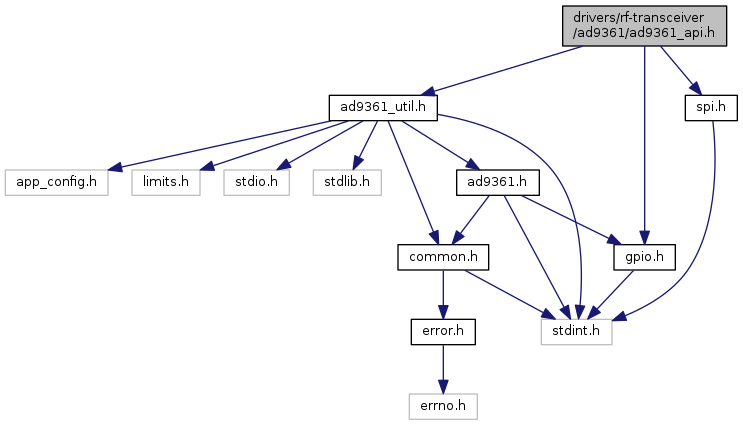 drivers/rf-transceiver
/ad9361/ad9361_api.h
ad9361_util.h
spi.h
app_config.h
limits.h
stdio.h
stdlib.h
ad9361.h
common.h
gpio.h
error.h
stdint.h
errno.h